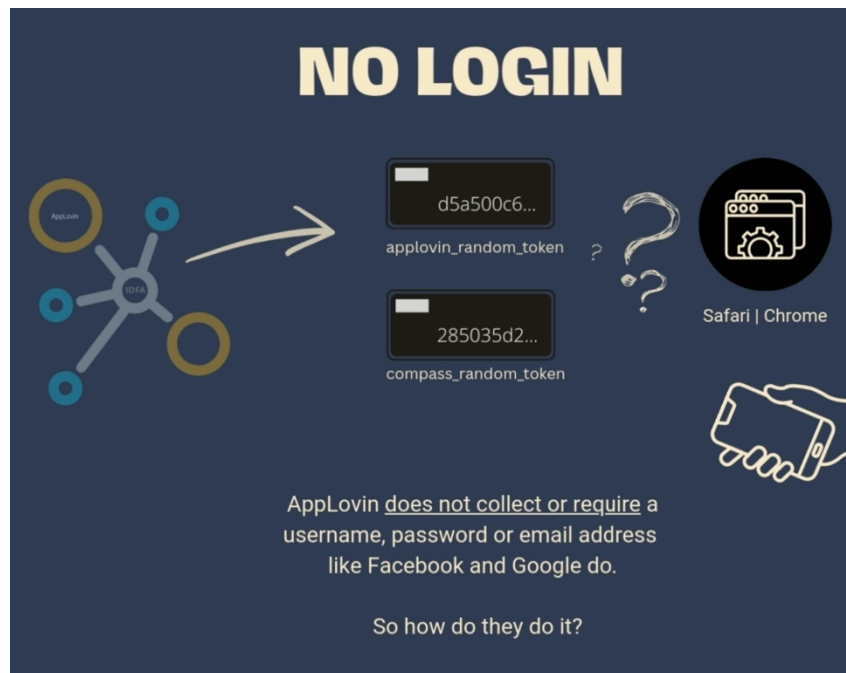 NO LOGIN
AppLovin
IDFA
d5a500c6...
applovin_random_token
?
?
?
285035d2...
compass_random_token
Safari | Chrome
AppLovin does not collect or require a
username, password or email address
like Facebook and Google do.
So how do they do it?